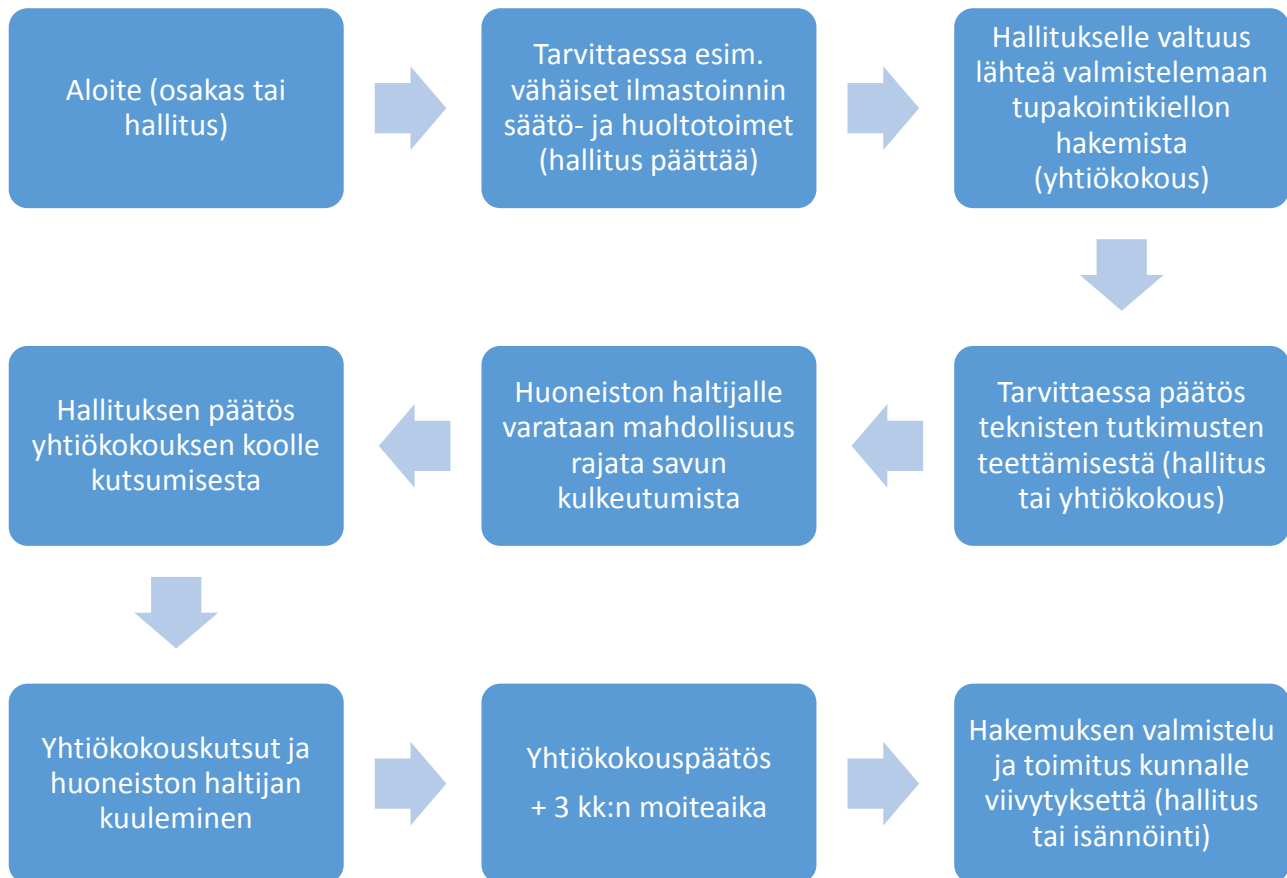 Aloite (osakas tai
hallitus)
Tarvittaessa esim.
vähäiset ilmastoinnin
säätö- ja huoltotoimet
(hallitus päättää)
Hallitukselle valtuus
lähteä valmistelemaan
tupakointikiellon
hakemista
(yhtiökokous)
Tarvittaessa päätös
teknisten tutkimusten
teettämisestä (hallitus
tai yhtiökokous)
Huoneiston haltijalle
varataan mahdollisuus
rajata savun
kulkeutumista
Hallituksen päätös
yhtiökokouksen koolle
kutsumisesta
Yhtiökokouskutsut ja
huoneiston haltijan
kuuleminen
Yhtiökokouspäätös
+ 3 kk:n moiteaika
Hakemuksen valmistelu
ja toimitus kunnalle
viivytyksettä (hallitus
tai isännöinti)